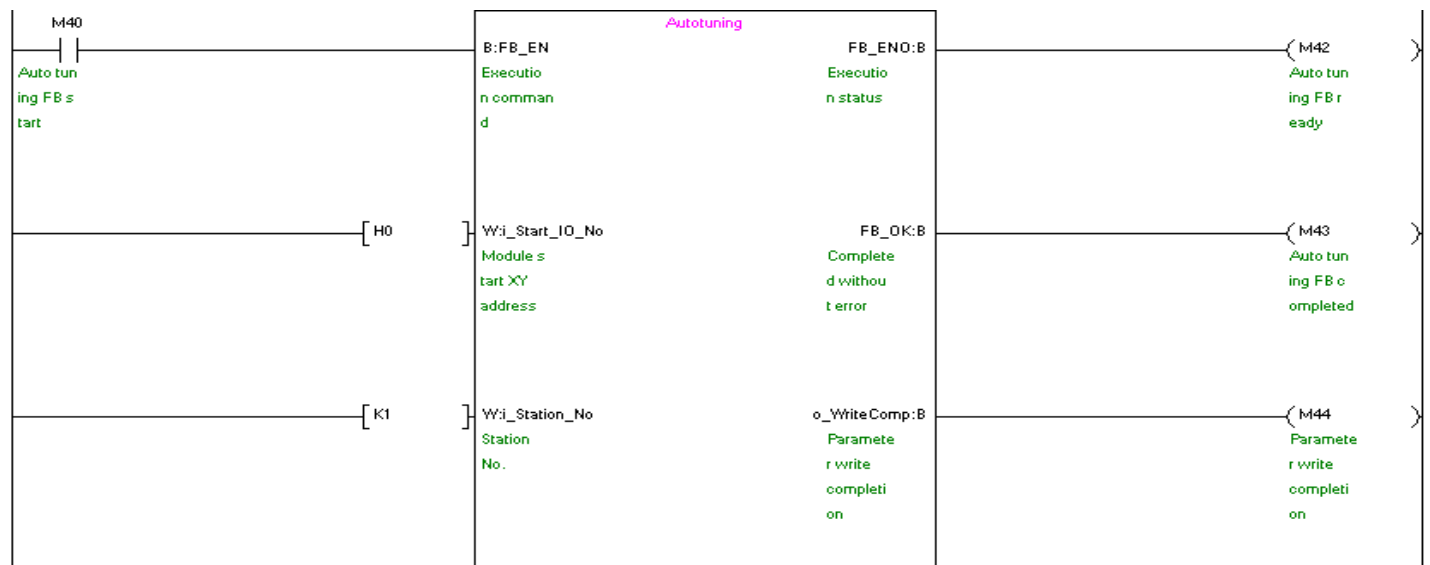 M40
Autotuning
B:FB_EN
FB_ENO:B
M42
Auto tun
ing FB s
tart
Executio
n comman
d
Executio
n status
Auto tun
ing FB r
eady
H0
W:i_Start_IO_No
FB_OK:B
M43
Module s
tart XY
address
Complete
d withou
t error
Auto tun
ing FB c
ompleted
K1
W:i_Station_No
o_WriteComp:B
M44
Station
No.
Paramete
r write
completi
on
Paramete
r write
completi
on